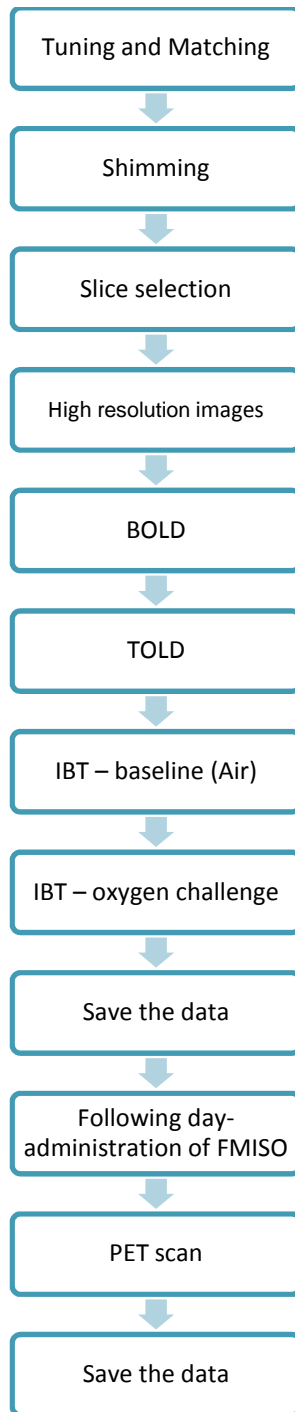 Tuning and Matching
Shimming
Slice selection
High resolution images
BOLD
TOLD
IBT – baseline (Air)
IBT – oxygen challenge
Save the data
Following day-
administration of FMISO
PET scan
Save the data